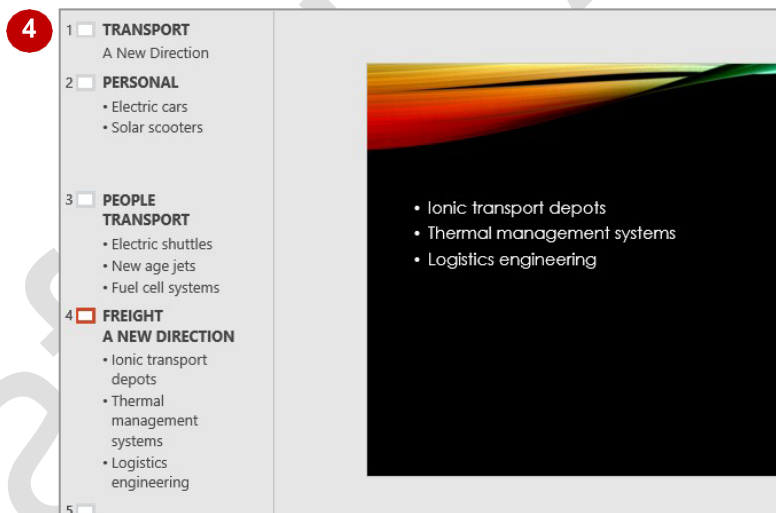 4
1 TRANSPORT
A New Direction
2 PERSONAL
• Electric cars
• Solar scooters
3 PEOPLE
TRANSPORT
• Electric shuttles
• New age jets
• Fuel cell systems
4 FREIGHT
A NEW DIRECTION
• Ionic transport
depots
• Thermal
management
systems
• Logistics
engineering
5
• Ionic transport depots
• Thermal management systems
• Logistics engineering